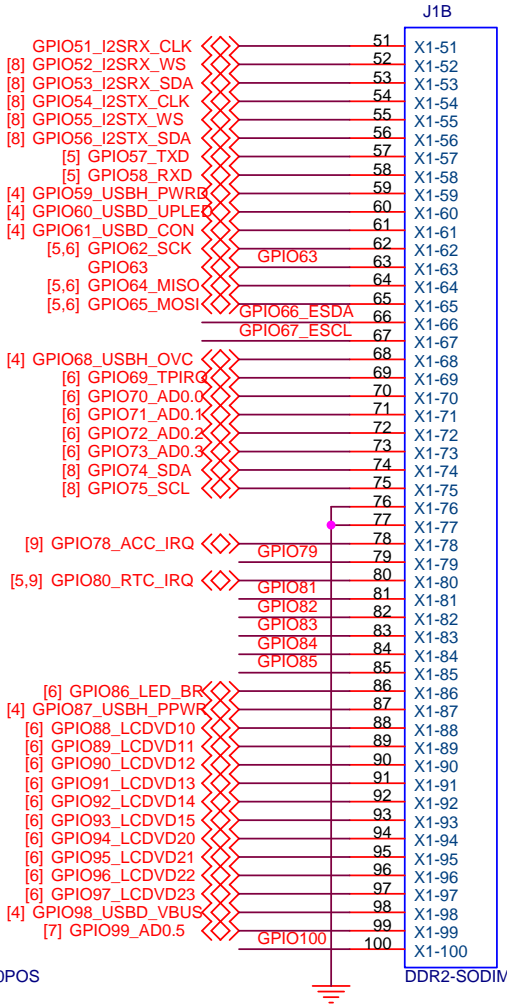 J1B
GPIO51_I2SRX_CLK 51 X1-51
[8] GPIO52_I2SRX_WS 52 X1-52
[8] GPIO53_I2SRX_SDA 53 X1-53
[8] GPIO54_I2STX_CLK 54 X1-54
[8] GPIO55_I2STX_WS 55 X1-55
[8] GPIO56_I2STX_SDA 56 X1-56
[5] GPIO57_TXD 57 X1-57
[5] GPIO58_RXD 58 X1-58
[4] GPIO59_USBH_PWRD 59 X1-59
[4] GPIO60_USBD_UPLED 60 X1-60
[4] GPIO61_USBD_CON 61 X1-61
[5,6] GPIO62_SCK 62 X1-62
GPIO63 GPIO63 63 X1-63
[5,6] GPIO64_MISO 64 X1-64
[5,6] GPIO65_MOSI 65 X1-65
GPIO66_ESDA 66 X1-66
GPIO67_ESCL 67 X1-67
[4] GPIO68_USBH_OVC 68 X1-68
[6] GPIO69_TPIRQ 69 X1-69
[6] GPIO70_AD0.0 70 X1-70
[6] GPIO71_AD0.1 71 X1-71
[6] GPIO72_AD0.2 72 X1-72
[6] GPIO73_AD0.3 73 X1-73
[8] GPIO74_SDA 74 X1-74
[8] GPIO75_SCL 75 X1-75
76 X1-76
77 X1-77
[9] GPIO78_ACC_IRQ 78 X1-78
GPIO79 79 X1-79
[5,9] GPIO80_RTC_IRQ 80 X1-80
GPIO81 81 X1-81
GPIO82 82 X1-82
GPIO83 83 X1-83
GPIO84 84 X1-84
GPIO85 85 X1-85
[6] GPIO86_LED_BR 86 X1-86
[4] GPIO87_USBH_PPWR 87 X1-87
[6] GPIO88_LCDVD10 88 X1-88
[6] GPIO89_LCDVD11 89 X1-89
[6] GPIO90_LCDVD12 90 X1-90
[6] GPIO91_LCDVD13 91 X1-91
[6] GPIO92_LCDVD14 92 X1-92
[6] GPIO93_LCDVD15 93 X1-93
[6] GPIO94_LCDVD20 94 X1-94
[6] GPIO95_LCDVD21 95 X1-95
[6] GPIO96_LCDVD22 96 X1-96
[6] GPIO97_LCDVD23 97 X1-97
[4] GPIO98_USBD_VBUS 98 X1-98
[7] GPIO99_AD0.5 99 X1-99
GPIO100 100 X1-100
0POS DDR2-SODIM